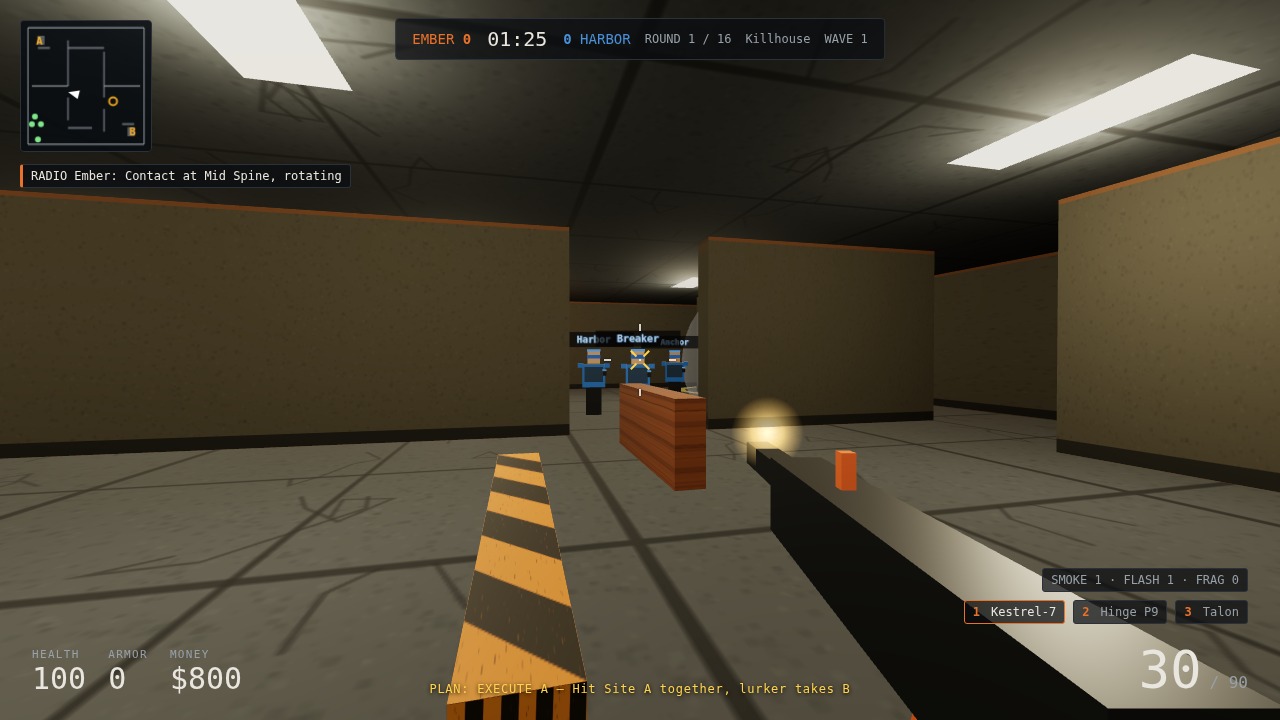 A
B
EMBER 0 01:25 0 HARBOR ROUND 1 / 16 Killhouse WAVE 1
RADIO Ember: Contact at Mid Spine, rotating
Harbor Breaker Anchor
SMOKE 1 · FLASH 1 · FRAG 0
1 Kestrel-7 2 Hinge P9 3 Talon
HEALTH ARMOR MONEY
100 0 $800
30 / 90
PLAN: EXECUTE A — Hit Site A together, lurker takes B